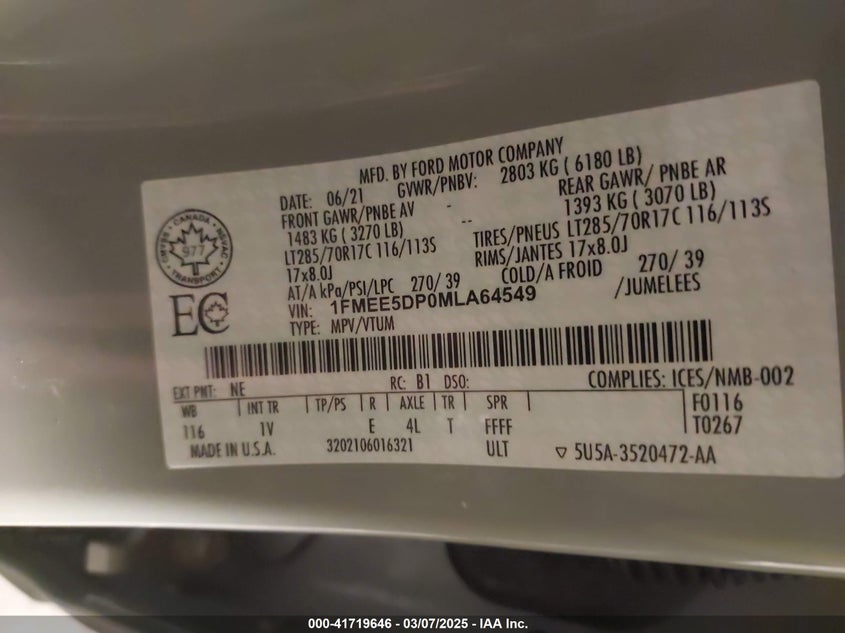 MFD. BY FORD MOTOR COMPANY
DATE: 06/21 GVWR/PNBV: 2803 KG ( 6180 LB)
FRONT GAWR/PNBE AV - REAR GAWR/ PNBE AR
1483 KG ( 3270 LB) -- 1393 KG ( 3070 LB)
LT285/70R17C 116/113S TIRES/PNEUS LT285/70R17C 116/113S
17x8.0J RIMS/JANTES 17x8.0J
AT/A kPa/PSI/LPC 270/ 39 COLD/A FROID 270/ 39
VIN: 1FMEE5DP0MLA64549 /JUMELEES
TYPE: MPV/VTUM
CANADA
CMVSS - NSVAC
977
TRANSPORT
EC
EXT PNT: NE RC: B1 DSO: COMPLIES: ICES/NMB-002
WB | INT TR | TP/PS | R | AXLE | TR | SPR | F0116
116 1V E 4L T FFFF T0267
MADE IN U.S.A. 3202106016321 ULT ▽ 5U5A-3520472-AA
000-41719646 - 03/07/2025 - IAA Inc.